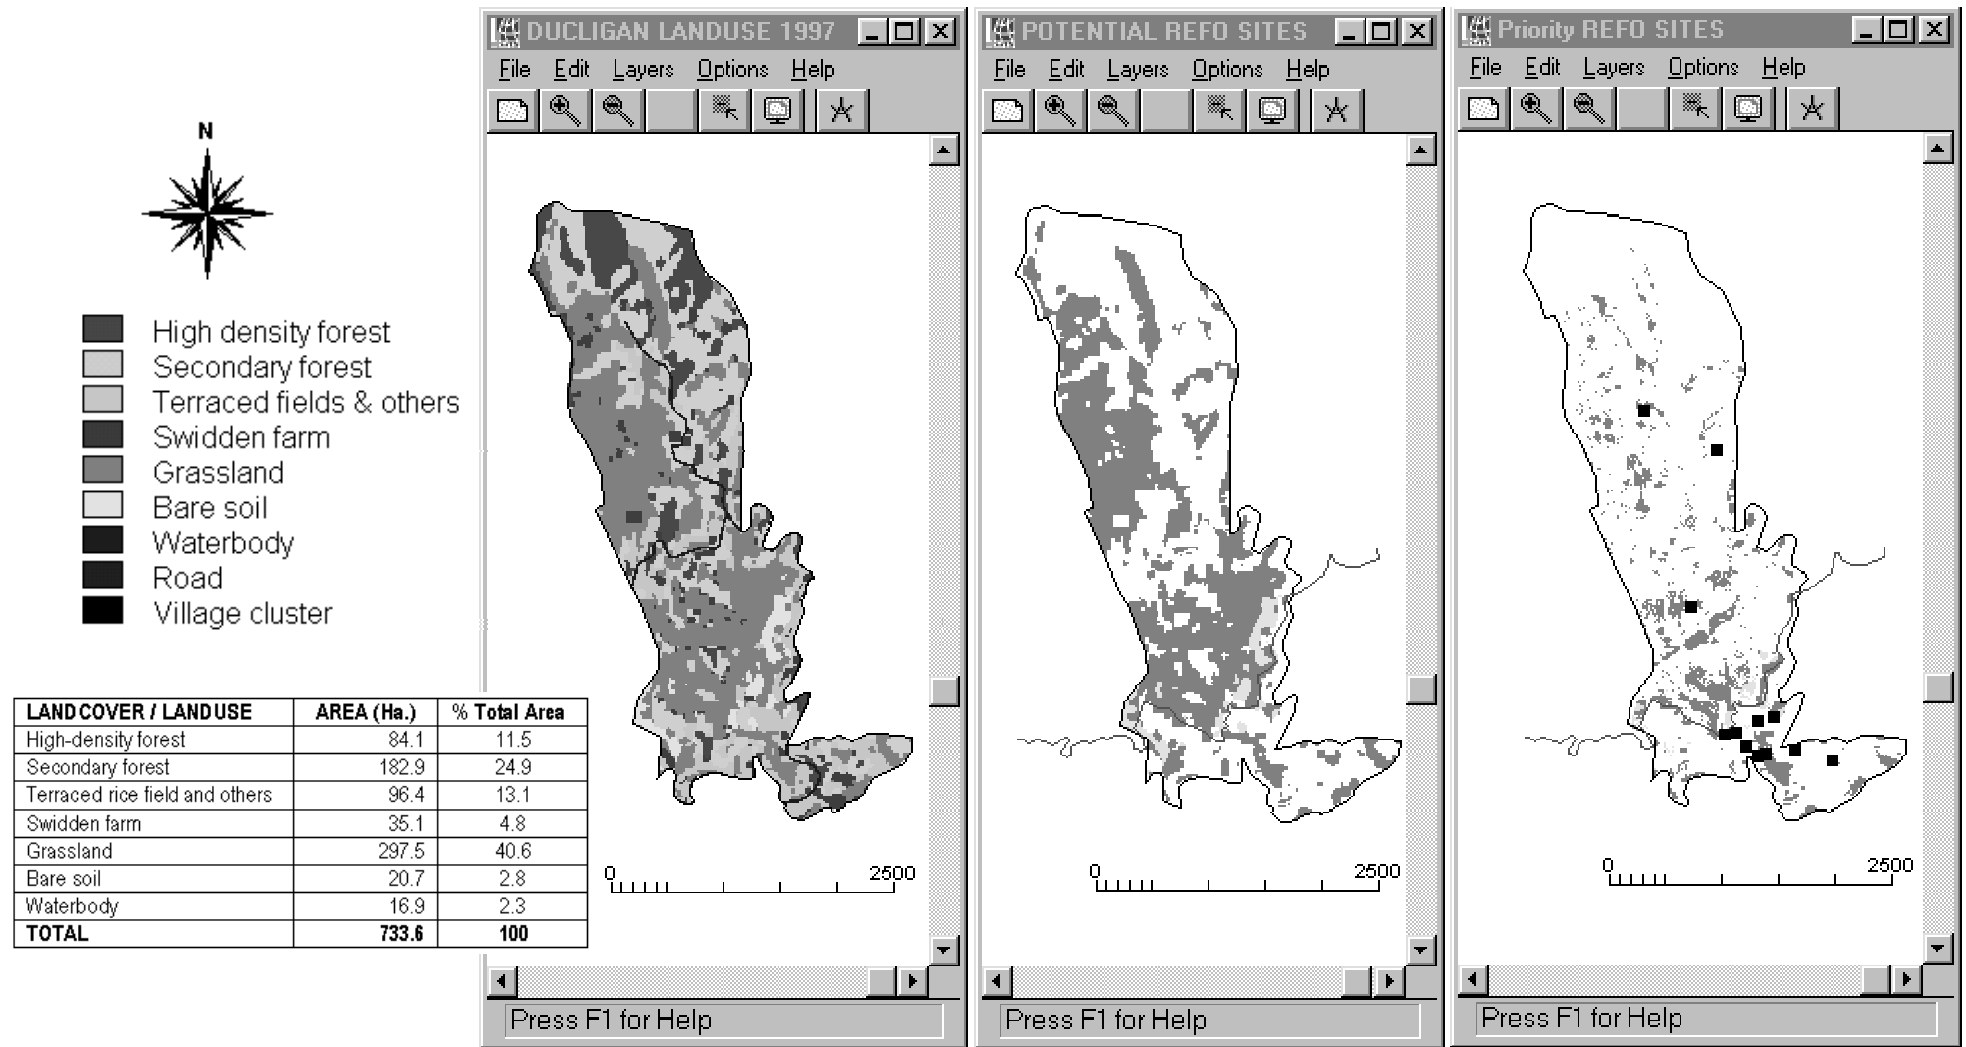 N
High density forest
Secondary forest
Terraced fields & others
Swidden farm
Grassland
Bare soil
Waterbody
Road
Village cluster
LANDCOVER / LANDUSE AREA (Ha.) % Total Area
High-density forest 84.1 11.5
Secondary forest 182.9 24.9
Terraced rice field and others 96.4 13.1
Swidden farm 35.1 4.8
Grassland 297.5 40.6
Bare soil 20.7 2.8
Waterbody 16.9 2.3
TOTAL 733.6 100
DUCLIGAN LANDUSE 1997
File Edit Layers Options Help
0 2500
Press F1 for Help
POTENTIAL REFO SITES
File Edit Layers Options Help
0 2500
Press F1 for Help
Priority REFO SITES
File Edit Layers Options Help
0 2500
Press F1 for Help